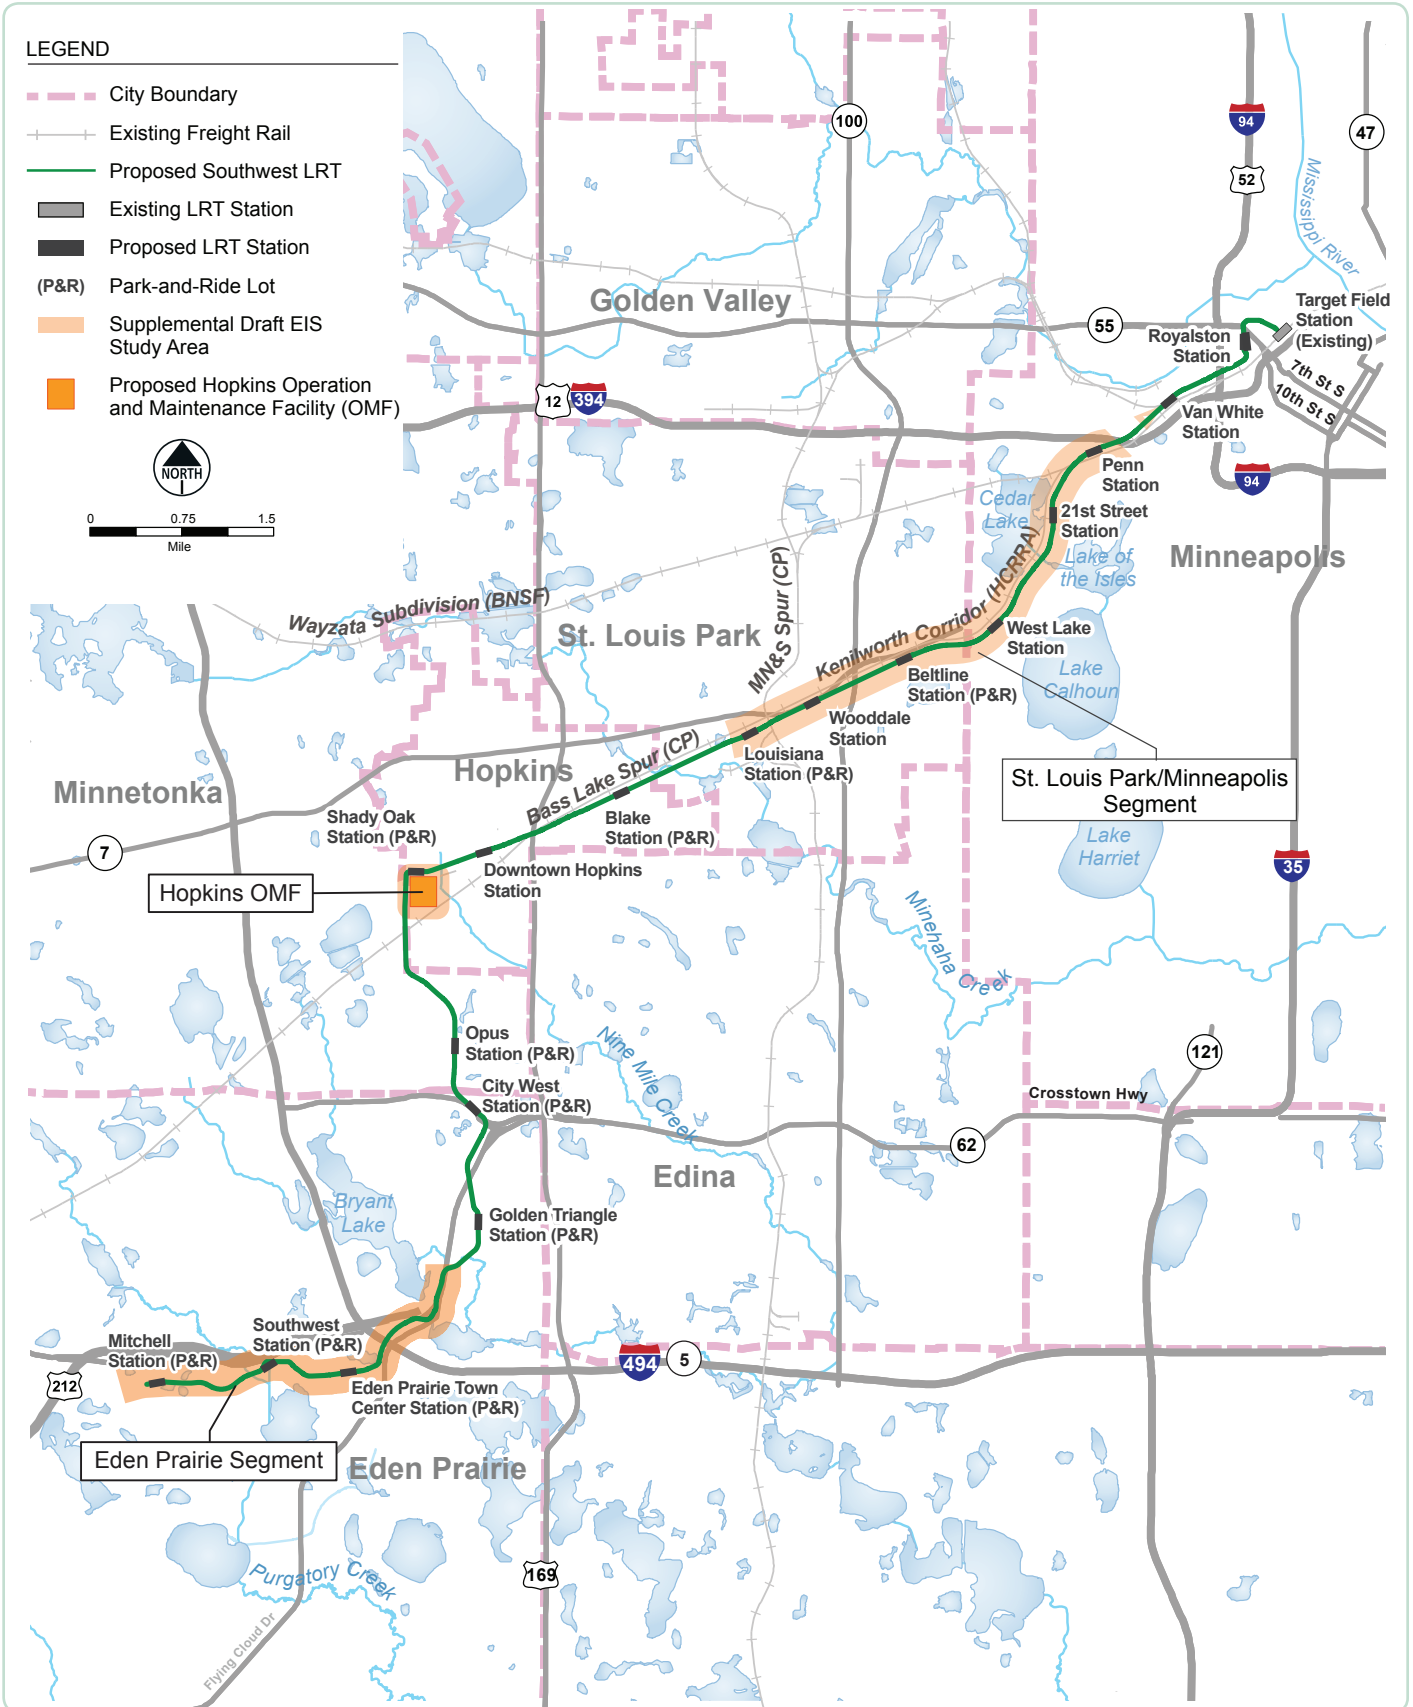 LEGEND
City Boundary
Existing Freight Rail
Proposed Southwest LRT
Existing LRT Station
Proposed LRT Station
(P&R) Park-and-Ride Lot
Supplemental Draft EIS
Study Area
Proposed Hopkins Operation
and Maintenance Facility (OMF)
NORTH
0 0.75 1.5
Mile
100
94
47
52
Mississippi River
Golden Valley
55
Target Field
Station
(Existing)
Royalston
Station
7th St S
10th St S
12
394
Van White
Station
Penn
Station
94
Cedar
Lake
21st Street
Station
Lake of
the Isles
Minneapolis
Wayzata Subdivision (BNSF)
St. Louis Park
MN&S Spur (CP)
Kenilworth Corridor (HCRRA)
West Lake
Station
Lake
Calhoun
Beltline
Station (P&R)
Wooddale
Station
Louisiana
Station (P&R)
St. Louis Park/Minneapolis
Segment
Hopkins
Bass Lake Spur (CP)
Minnetonka
Shady Oak
Station (P&R)
Blake
Station (P&R)
7
Lake
Harriet
35
Downtown Hopkins
Station
Hopkins OMF
Minehaha Creek
Opus
Station (P&R)
Nine Mile Creek
121
City West
Station (P&R)
Crosstown Hwy
62
Edina
Bryant
Lake
Golden Triangle
Station (P&R)
Southwest
Station (P&R)
Mitchell
Station (P&R)
494
5
212
Eden Prairie Town
Center Station (P&R)
Eden Prairie Segment
Eden Prairie
169
Purgatory Creek
Flying Cloud Dr